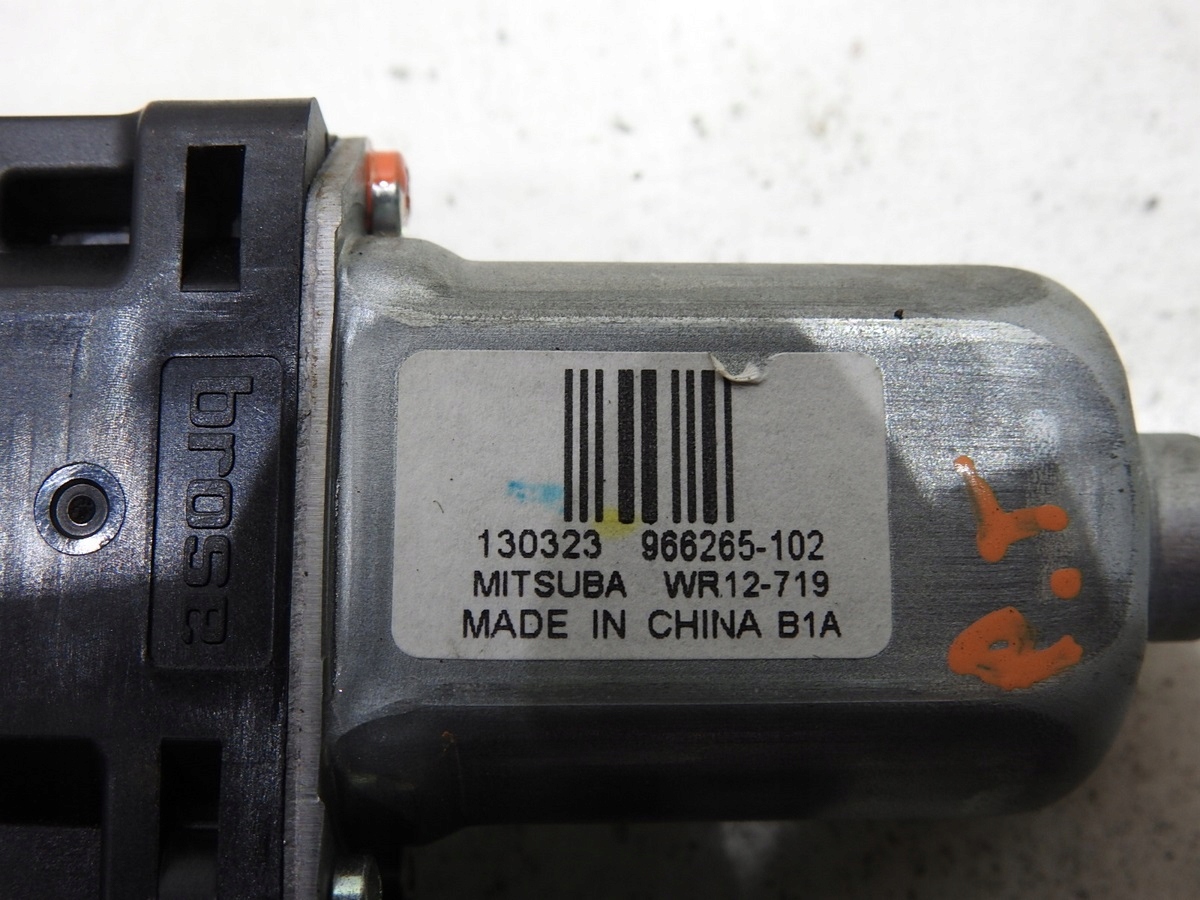 brose
130323 966265-102
MITSUBA WR12-719
MADE IN CHINA B1A